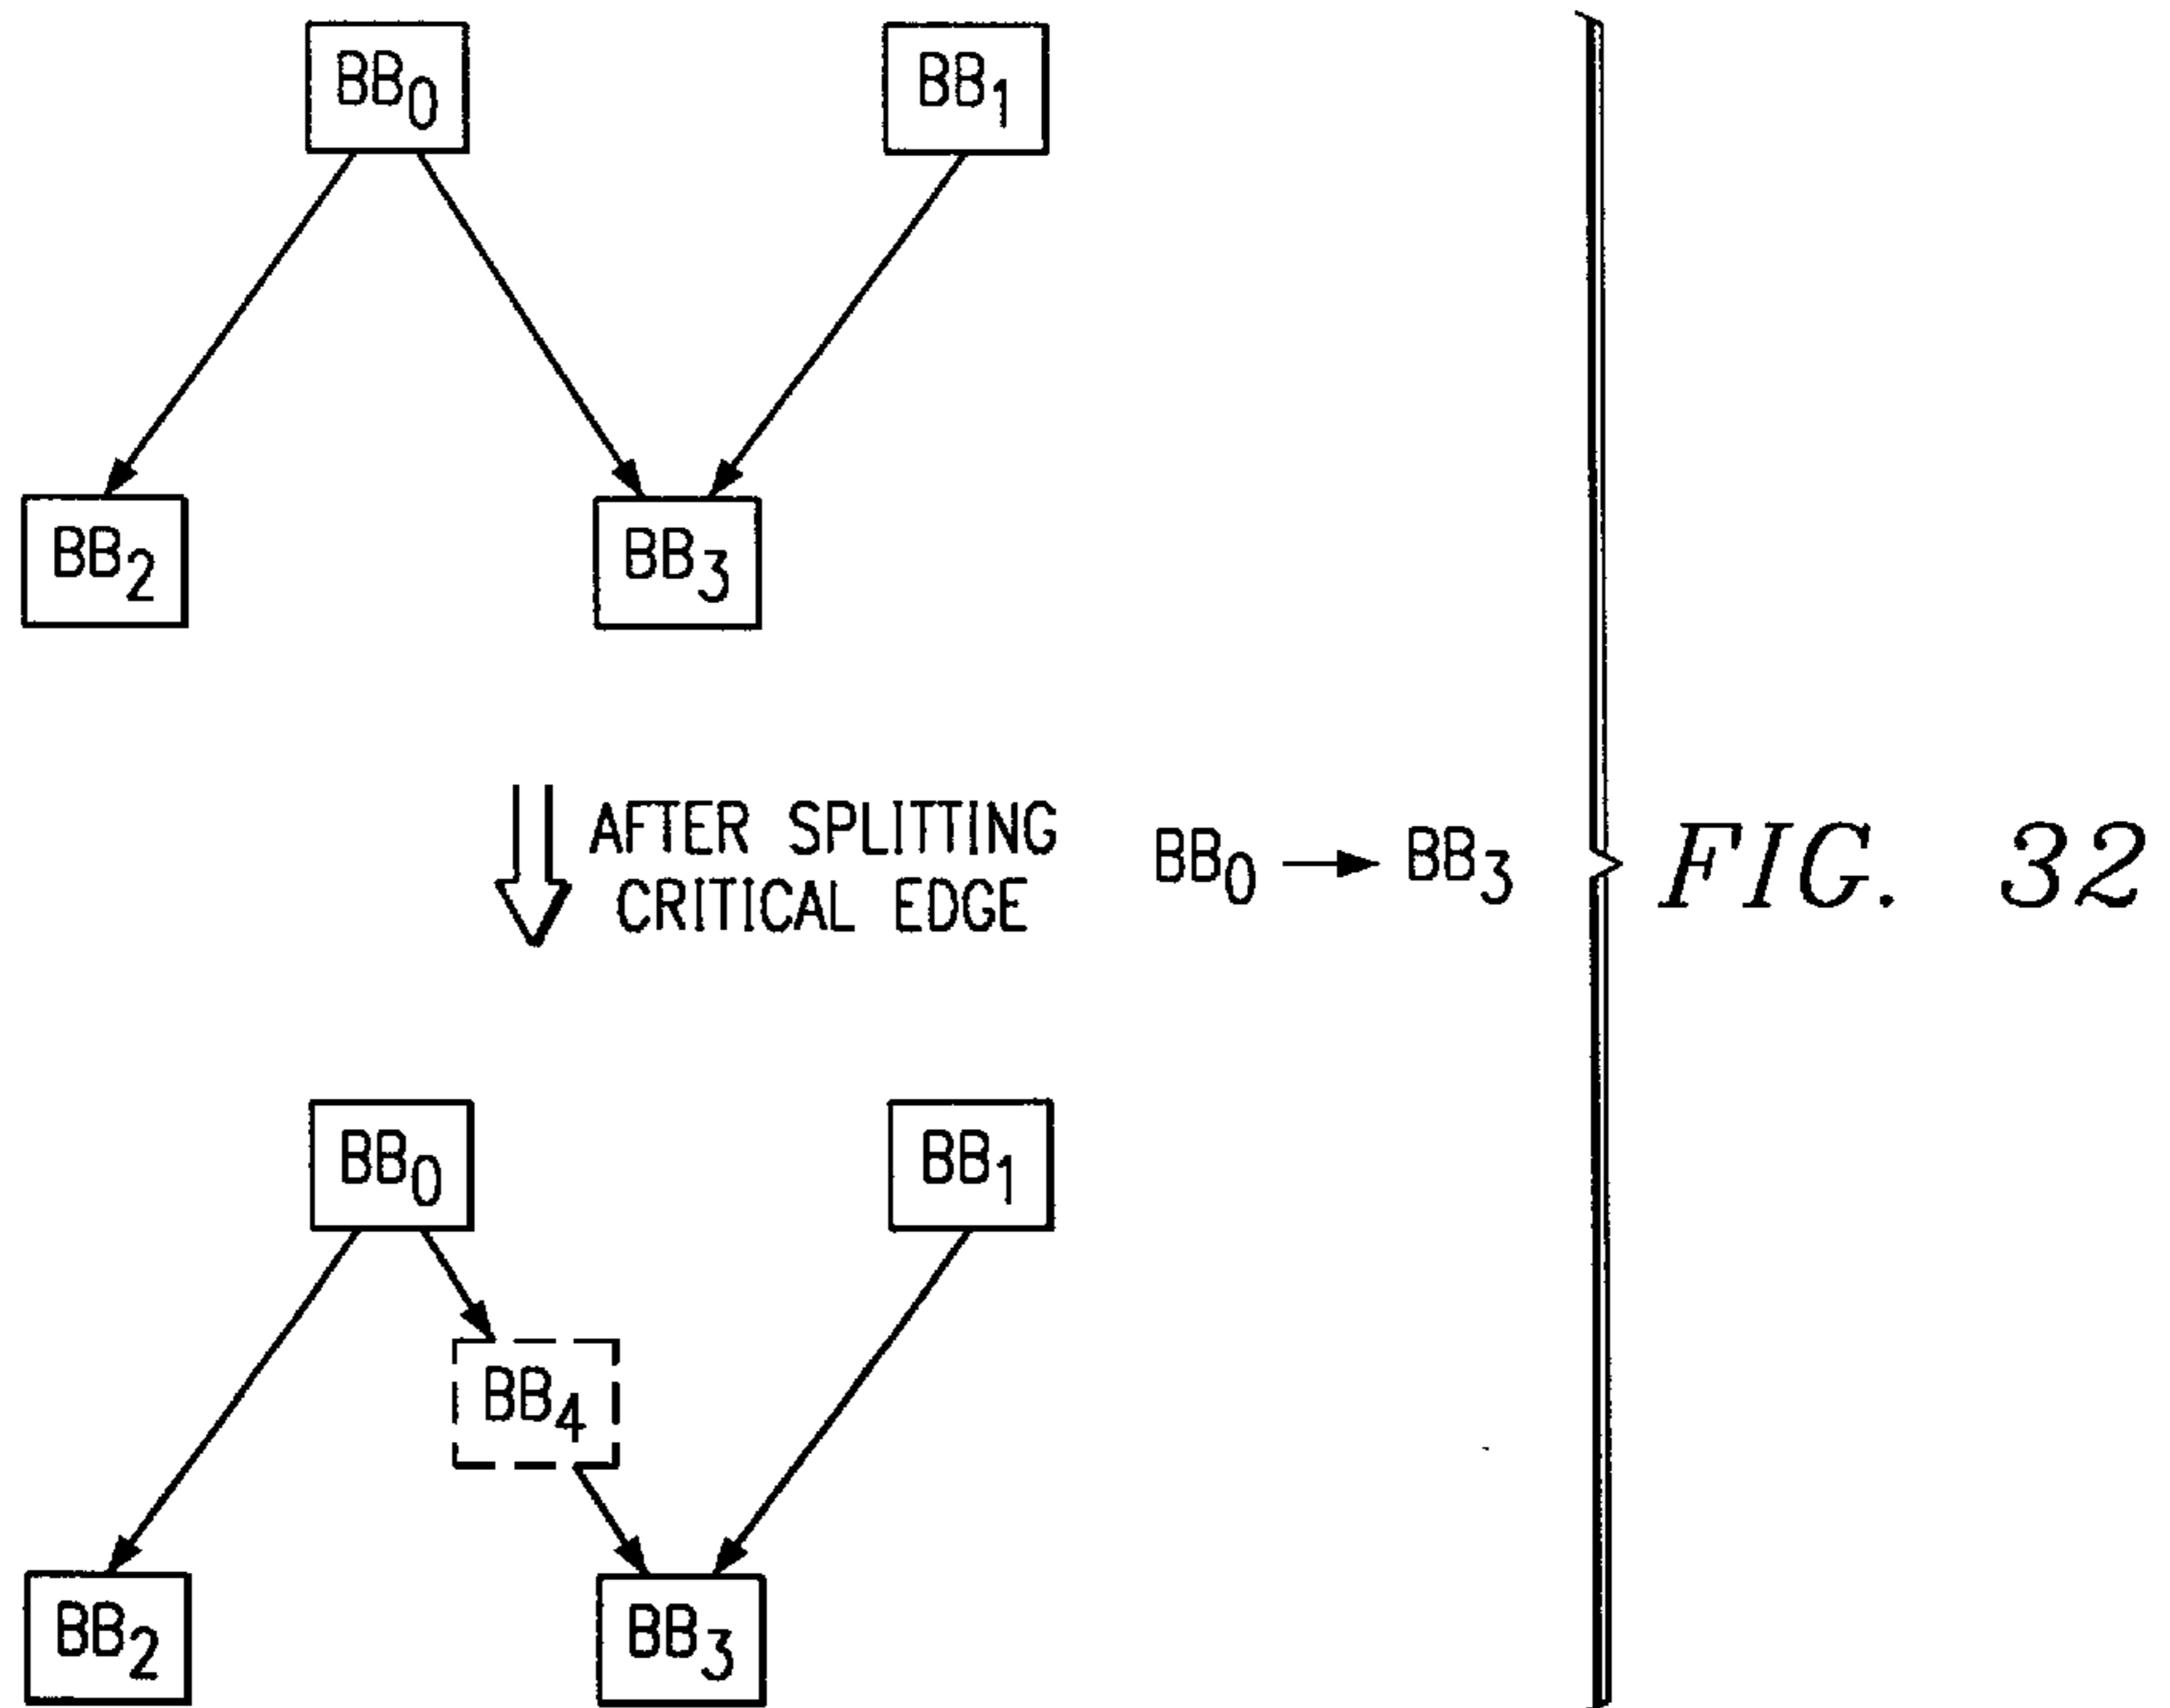 BB0 BB1
BB2 BB3
AFTER SPLITTING
CRITICAL EDGE
BB0 → BB3
FIG. 32
BB0 BB1
BB4
BB2 BB3